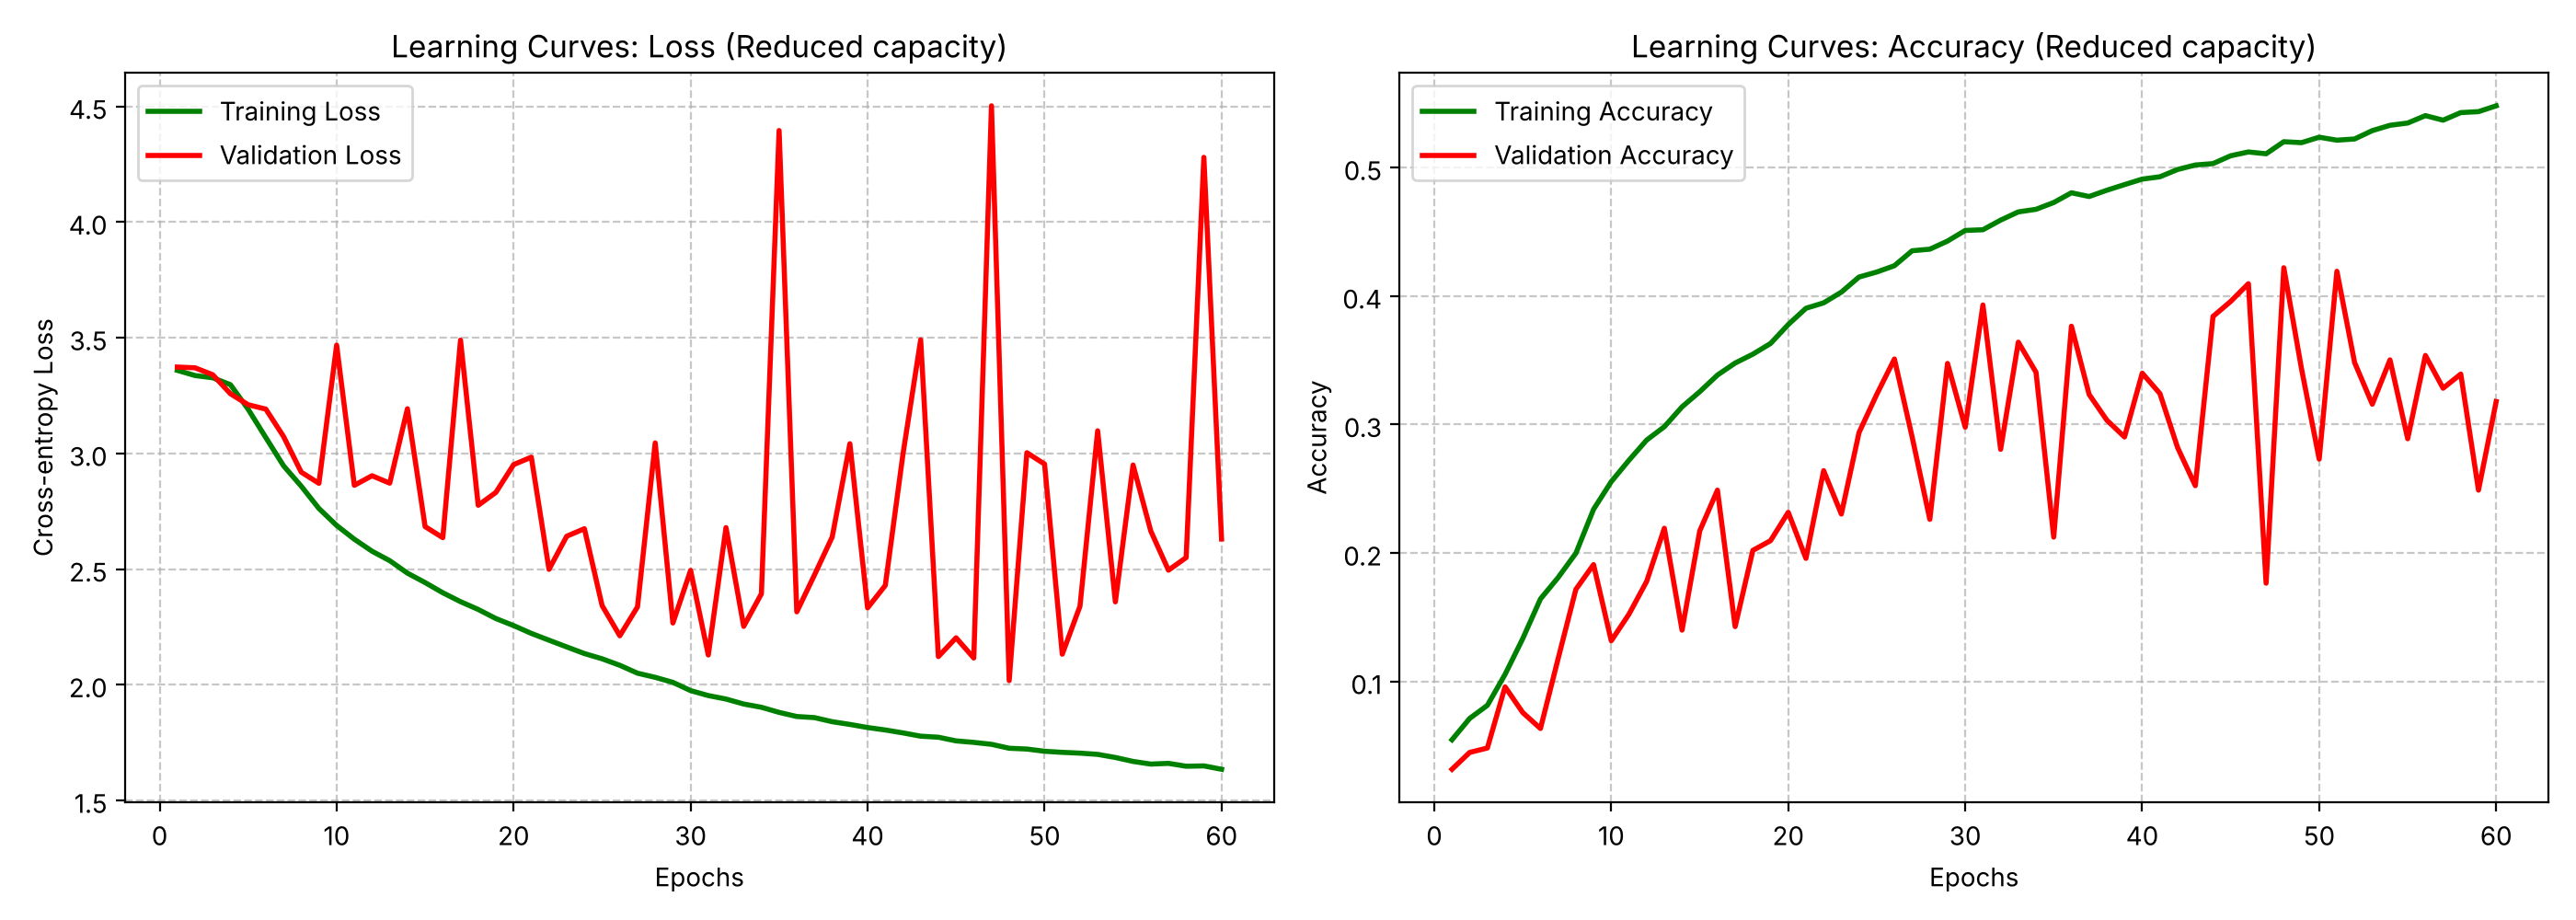 Learning Curves: Loss (Reduced capacity)
Training Loss
Validation Loss
Cross-entropy Loss
4.5
4.0
3.5
3.0
2.5
2.0
1.5
0 10 20 30 40 50 60
Epochs
Learning Curves: Accuracy (Reduced capacity)
Training Accuracy
Validation Accuracy
Accuracy
0.5
0.4
0.3
0.2
0.1
0 10 20 30 40 50 60
Epochs